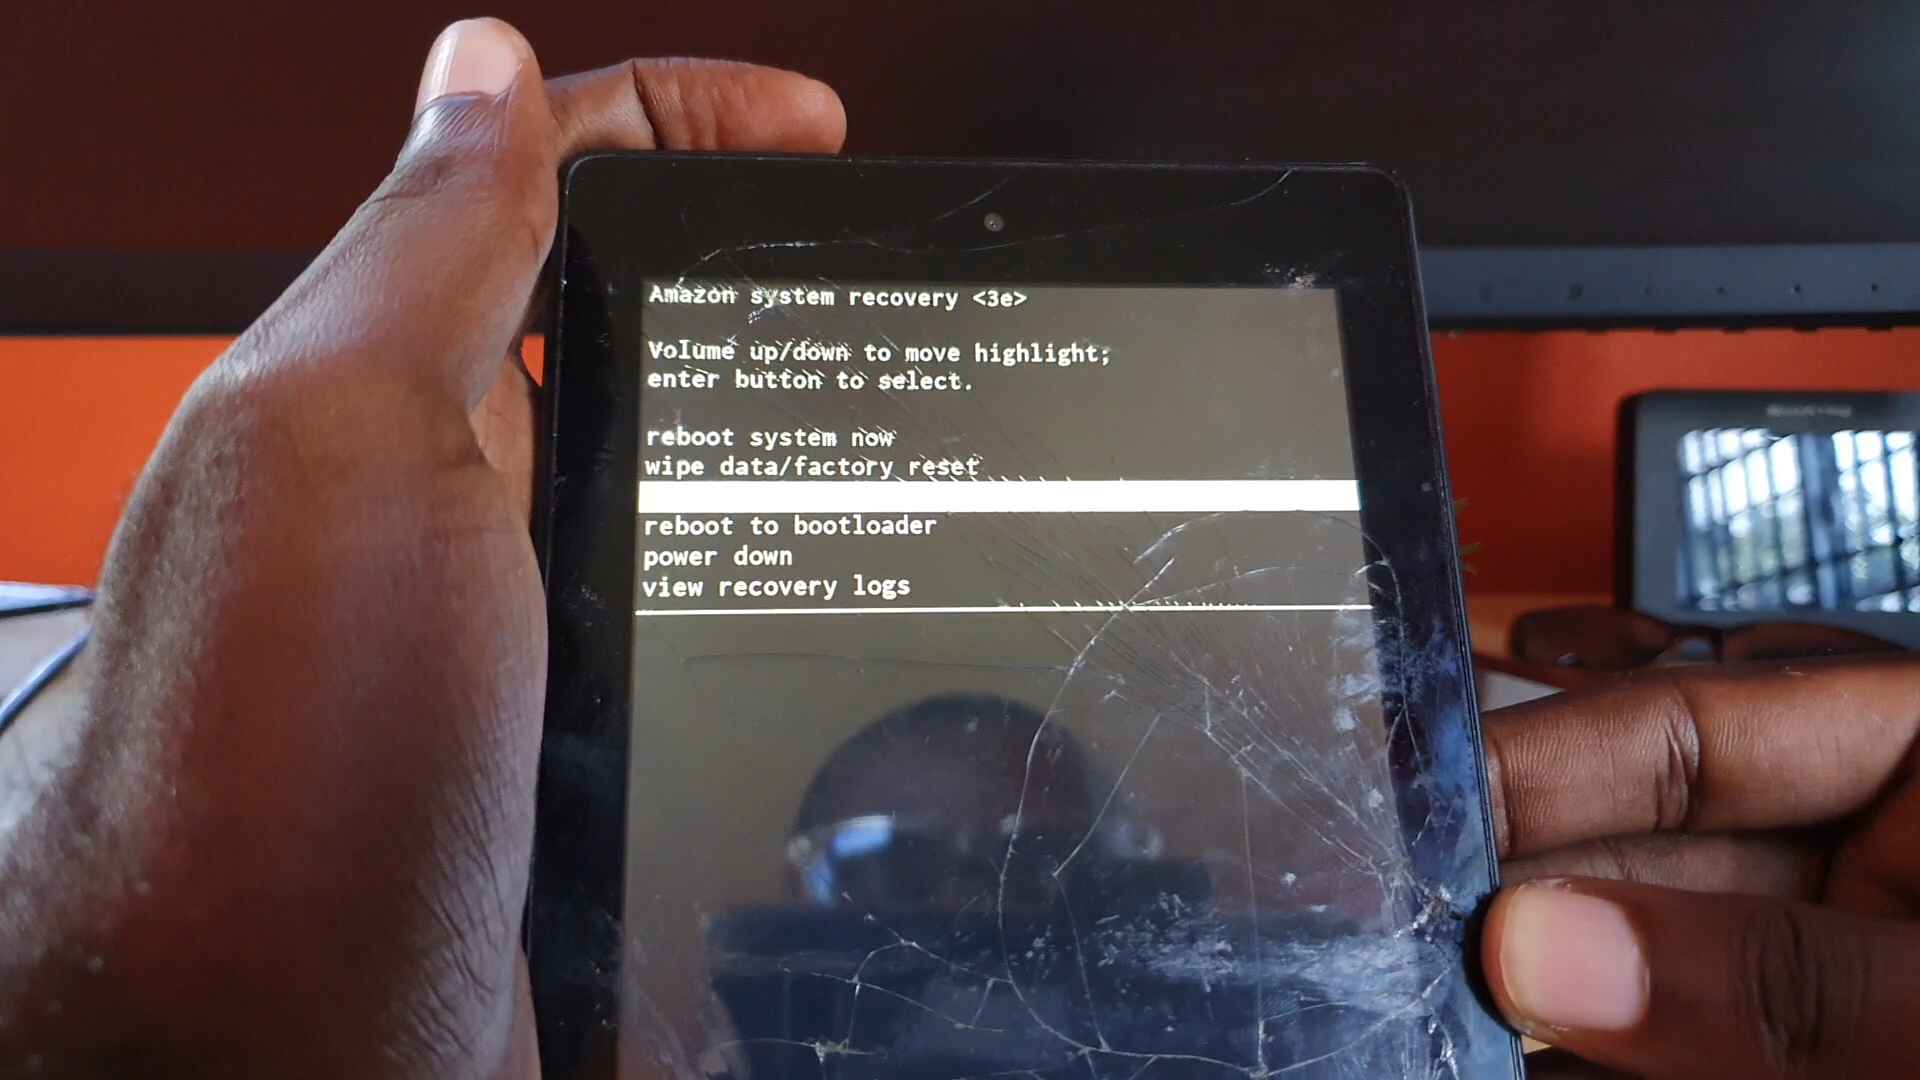 Amazon system recovery <3e>
Volume up/down to move highlight;
enter button to select.
reboot system now
wipe data/factory reset
reboot to bootloader
power down
view recovery logs